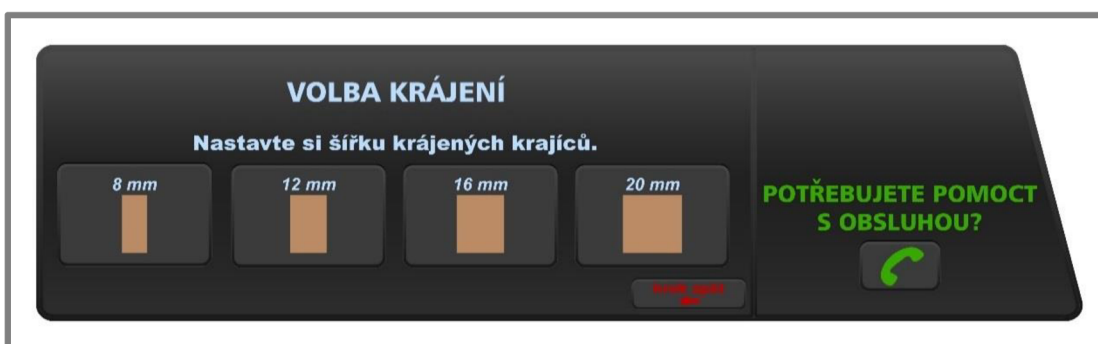 VOLBA KRÁJENÍ
Nastavte si šířku krájených krajíců.
8 mm
12 mm
16 mm
20 mm
POTŘEBUJETE POMOCT
S OBSLUHOU?